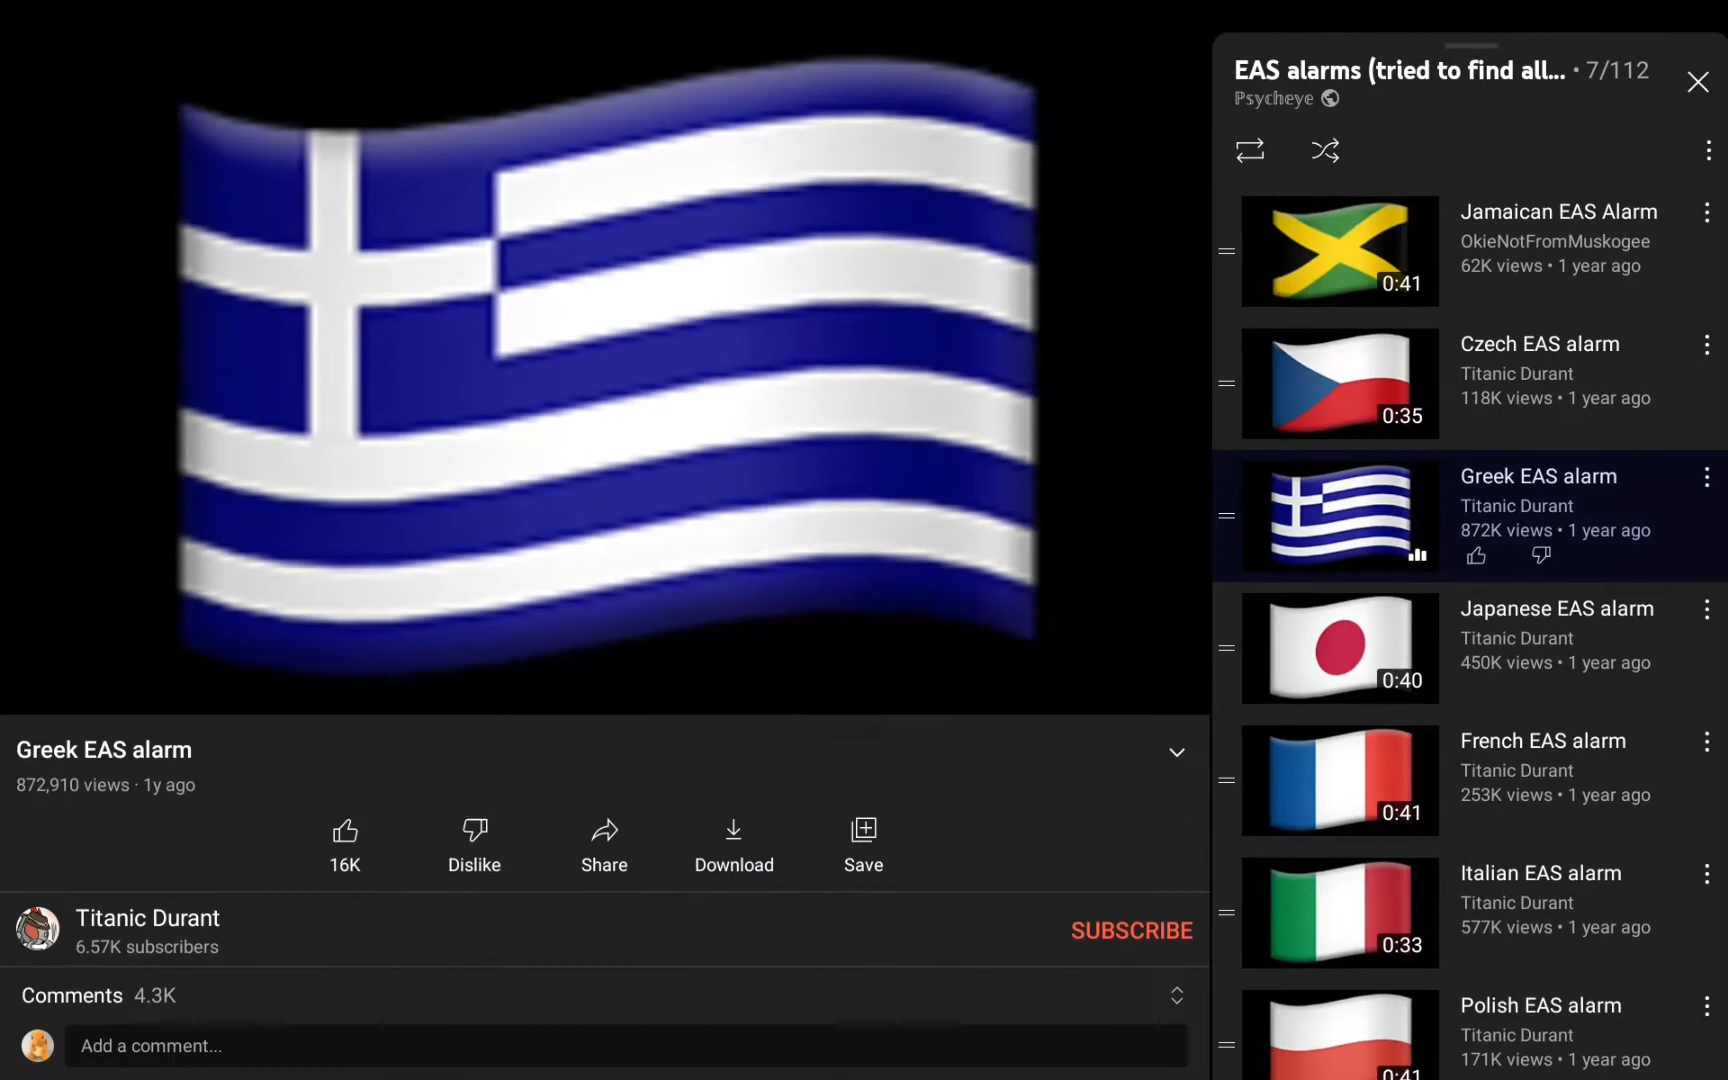 EAS alarms (tried to find all... • 7/112
ℙsycheye
Jamaican EAS Alarm
OkieNotFromMuskogee
62K views • 1 year ago
0:41
Czech EAS alarm
Titanic Durant
118K views • 1 year ago
0:35
Greek EAS alarm
Titanic Durant
872K views • 1 year ago
Japanese EAS alarm
Titanic Durant
450K views • 1 year ago
0:40
French EAS alarm
Titanic Durant
253K views • 1 year ago
0:41
Italian EAS alarm
Titanic Durant
577K views • 1 year ago
0:33
Polish EAS alarm
Titanic Durant
171K views • 1 year ago
0:41
Greek EAS alarm
872,910 views · 1y ago
16K Dislike Share Download Save
Titanic Durant
6.57K subscribers
SUBSCRIBE
Comments 4.3K
Add a comment...